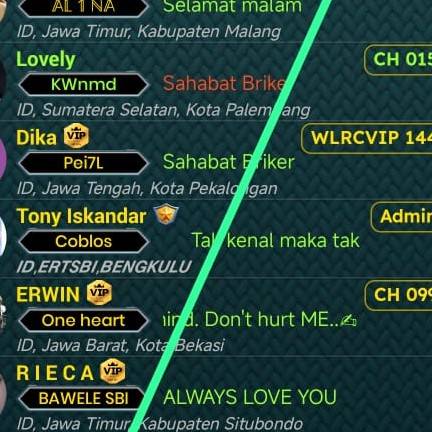 AL 1 NA Selamat malam
ID, Jawa Timur, Kabupaten Malang
Lovely CH 015
KWnmd Sahabat Brike
ID, Sumatera Selatan, Kota Palembang
Dika VIP WLRCVIP 144
Pei7L Sahabat Briker
ID, Jawa Tengah, Kota Pekalongan
Tony Iskandar Admin
Coblos Tak kenal maka tak
ID,ERTSBI,BENGKULU
ERWIN VIP CH 099
One heart Don't hurt ME..✍
ID, Jawa Barat, Kota Bekasi
R I E C A VIP
BAWELE SBI ALWAYS LOVE YOU
ID, Jawa Timur, Kabupaten Situbondo